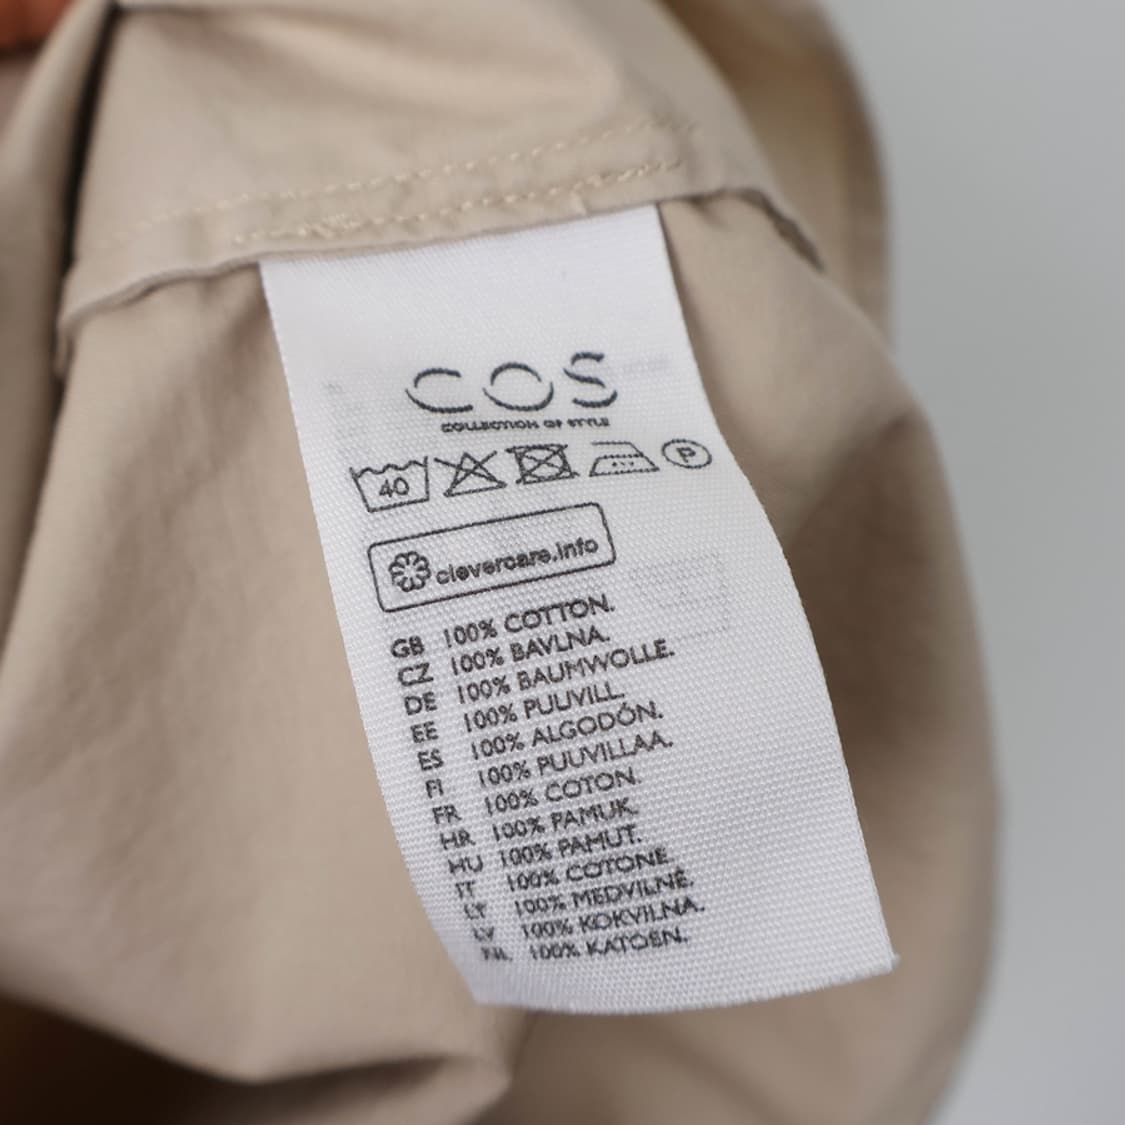 COS
COLLECTION OF STYLE
40 P
clevercare.info
GB 100% COTTON.
CZ 100% BAVLNA.
DE 100% BAUMWOLLE.
EE 100% PUUVILL.
ES 100% ALGODÓN.
FI 100% PUUVILLAA.
FR 100% COTON.
HR 100% PAMUK.
HU 100% PAMUT.
IT 100% COTONE.
LT 100% MEDVILNĖ.
LV 100% KOKVILNA.
NL 100% KATOEN.